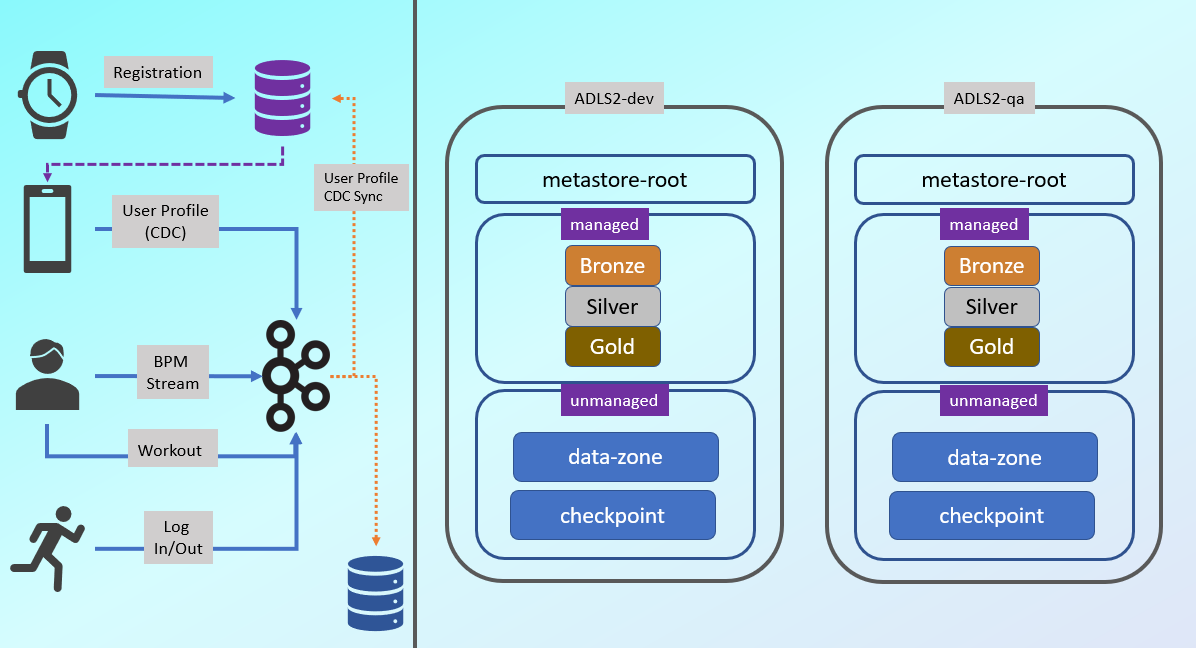 Registration
User Profile
CDC Sync
User Profile
(CDC)
BPM
Stream
Workout
Log
In/Out
ADLS2-dev
metastore-root
managed
Bronze
Silver
Gold
unmanaged
data-zone
checkpoint
ADLS2-qa
metastore-root
managed
Bronze
Silver
Gold
unmanaged
data-zone
checkpoint